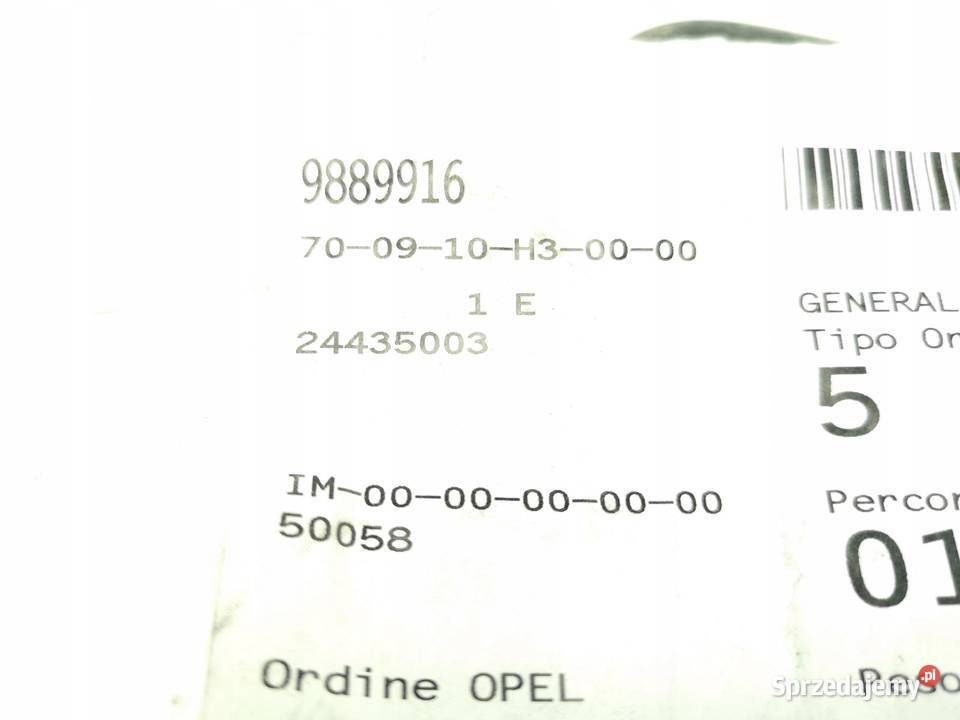 9889916
70-09-10-H3-00-00
1 E
24435003
IM-00-00-00-00-00
50058
Ordine OPEL
GENERAL
Tipo Or
5
Percor
01
Paso
Sprzedajemy.pl